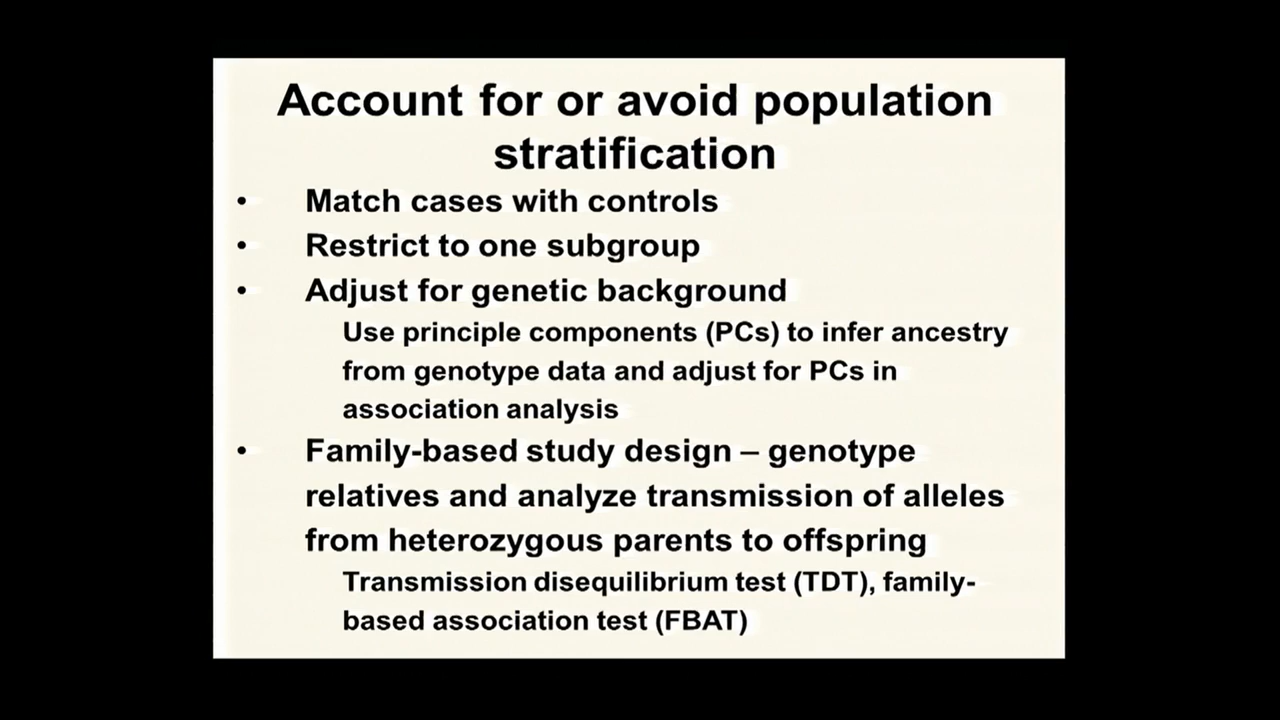 Account for or avoid population
stratification
• Match cases with controls
• Restrict to one subgroup
• Adjust for genetic background
Use principle components (PCs) to infer ancestry
from genotype data and adjust for PCs in
association analysis
• Family-based study design – genotype
relatives and analyze transmission of alleles
from heterozygous parents to offspring
Transmission disequilibrium test (TDT), family-
based association test (FBAT)